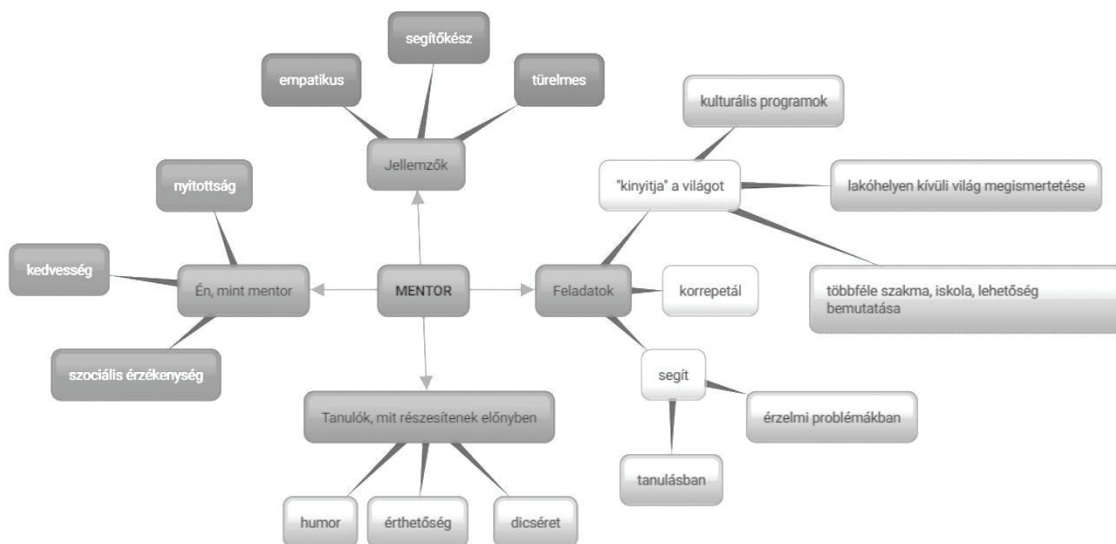 segítőkész
empatikus
türelmes
kulturális programok
Jellemzők
"kinyitja" a világot
lakóhelyen kívüli világ megismertetése
nyitottság
kedvesség
Én, mint mentor
MENTOR
Feladatok
korrepetál
többféle szakma, iskola, lehetőség
bemutatása
szociális érzékenység
segít
Tanulók, mit részesítenek előnyben
érzelmi problémákban
tanulásban
humor
érthetőség
dicséret